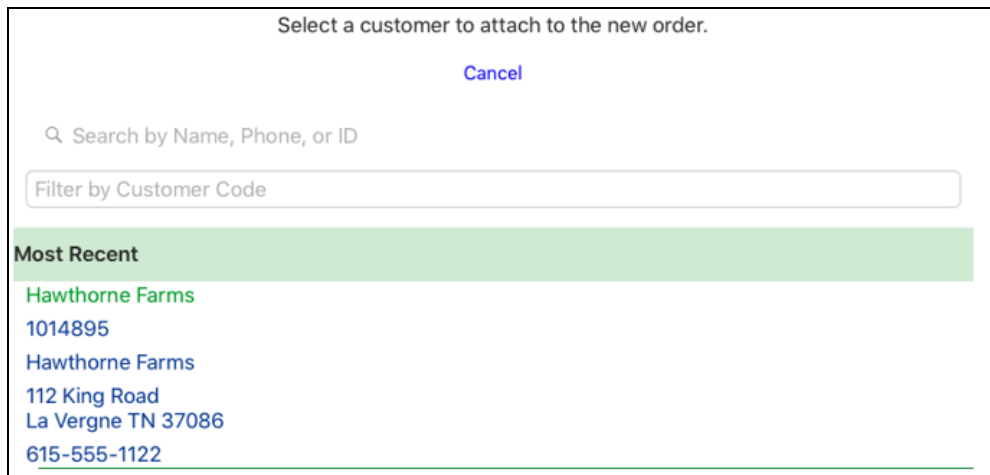 Select a customer to attach to the new order.
Cancel
Search by Name, Phone, or ID
Filter by Customer Code
Most Recent
Hawthorne Farms
1014895
Hawthorne Farms
112 King Road
La Vergne TN 37086
615-555-1122